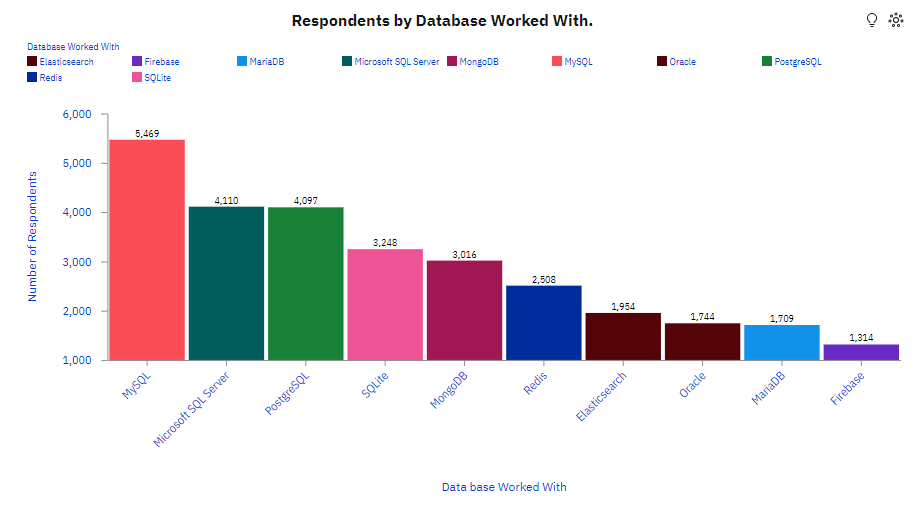 Respondents by Database Worked With.
Database Worked With
Elasticsearch Firebase MariaDB Microsoft SQL Server MongoDB MySQL Oracle PostgreSQL
Redis SQLite
Number of Respondents
6,000
5,000
4,000
3,000
2,000
1,000
5,469 4,110 4,097 3,248 3,016 2,508 1,954 1,744 1,709 1,314
MySQL Microsoft SQL Server PostgreSQL SQLite MongoDB Redis Elasticsearch Oracle MariaDB Firebase
Data base Worked With